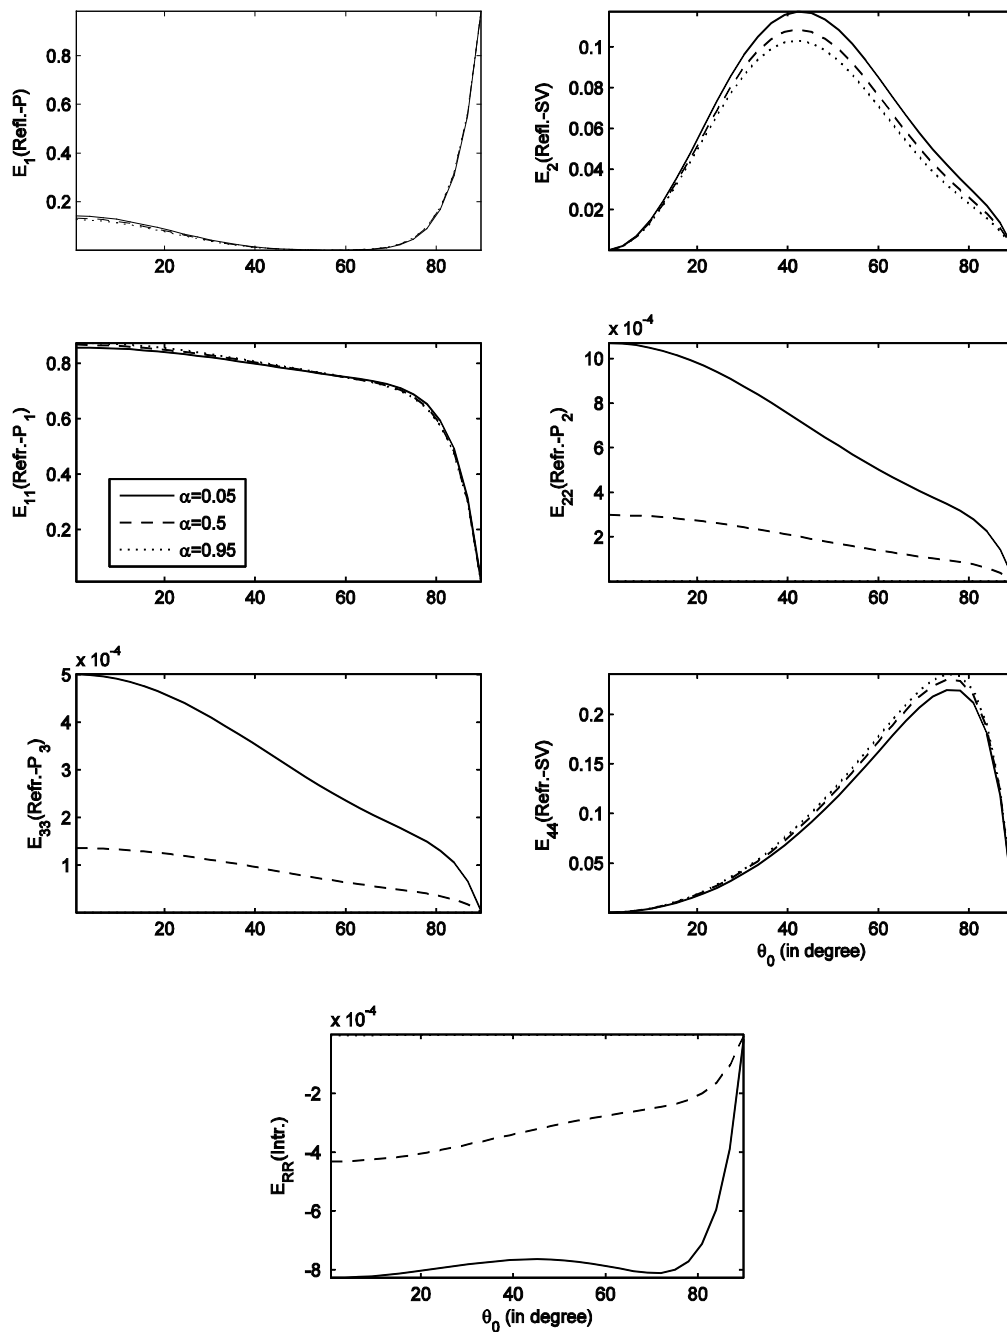 E1(Refl.-P)
0.8
0.6
0.4
0.2
20 40 60 80
E2(Refl.-SV)
0.1
0.08
0.06
0.04
0.02
20 40 60 80
E11(Refr.-P1)
0.8
0.6
0.4
0.2
α=0.05
α=0.5
α=0.95
20 40 60 80
x 10-4
E22(Refr.-P2)
10
8
6
4
2
20 40 60 80
x 10-4
E33(Refr.-P3)
5
4
3
2
1
20 40 60 80
E44(Refr.-SV)
0.2
0.15
0.1
0.05
20 40 60 80
θ0 (in degree)
x 10-4
ERR(Intr.)
-2
-4
-6
-8
20 40 60 80
θ0 (in degree)